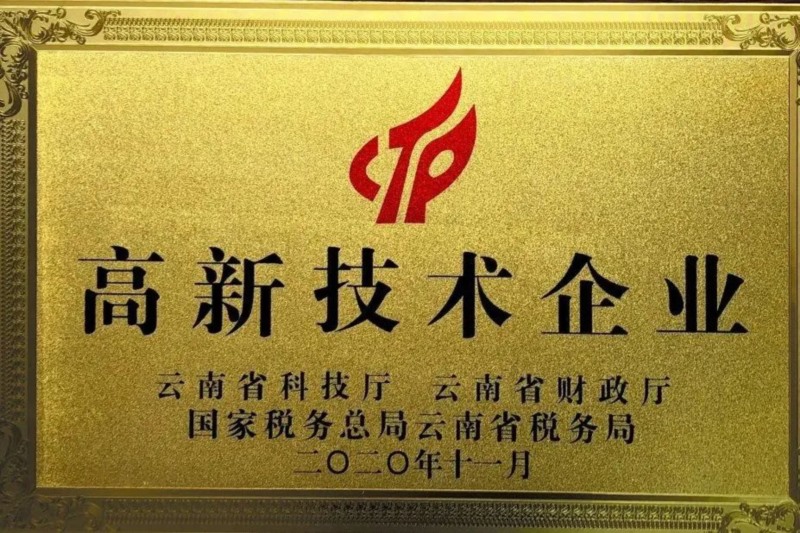 CTP
高新技术企业
云南省科技厅 云南省财政厅
国家税务总局云南省税务局
二〇二〇年十一月